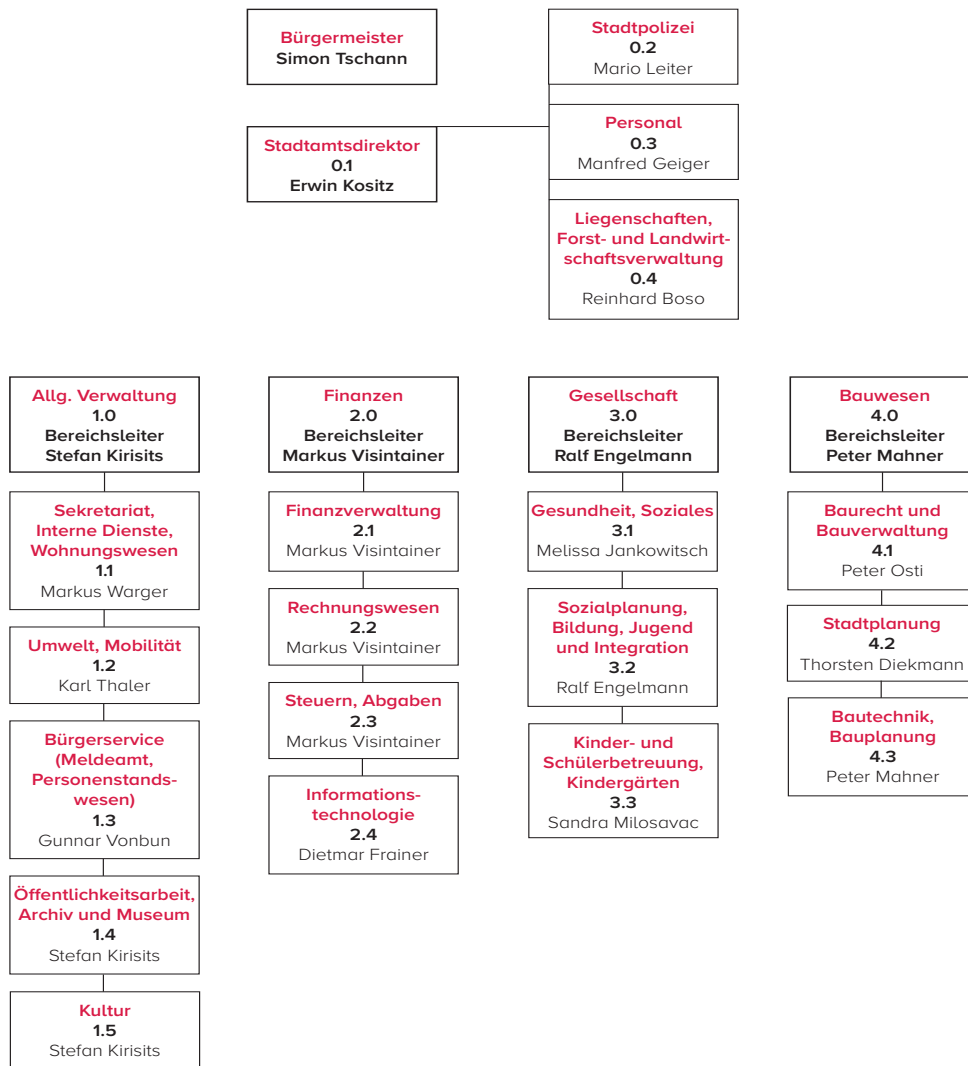 Bürgermeister
Simon Tschann
Stadtamtsdirektor
0.1
Erwin Kositz
Stadtpolizei
0.2
Mario Leiter
Personal
0.3
Manfred Geiger
Liegenschaften,
Forst- und Landwirt-
schaftsverwaltung
0.4
Reinhard Boso
Allg. Verwaltung
1.0
Bereichsleiter
Stefan Kirisits
Sekretariat,
Interne Dienste,
Wohnungswesen
1.1
Markus Warger
Umwelt, Mobilität
1.2
Karl Thaler
Bürgerservice
(Meldeamt,
Personenstands-
wesen)
1.3
Gunnar Vonbun
Öffentlichkeitsarbeit,
Archiv und Museum
1.4
Stefan Kirisits
Kultur
1.5
Stefan Kirisits
Finanzen
2.0
Bereichsleiter
Markus Visintainer
Finanzverwaltung
2.1
Markus Visintainer
Rechnungswesen
2.2
Markus Visintainer
Steuern, Abgaben
2.3
Markus Visintainer
Informations-
technologie
2.4
Dietmar Frainer
Gesellschaft
3.0
Bereichsleiter
Ralf Engelmann
Gesundheit, Soziales
3.1
Melissa Jankowitsch
Sozialplanung,
Bildung, Jugend
und Integration
3.2
Ralf Engelmann
Kinder- und
Schülerbetreuung,
Kindergärten
3.3
Sandra Milosavac
Bauwesen
4.0
Bereichsleiter
Peter Mahner
Baurecht und
Bauverwaltung
4.1
Peter Osti
Stadtplanung
4.2
Thorsten Diekmann
Bautechnik,
Bauplanung
4.3
Peter Mahner